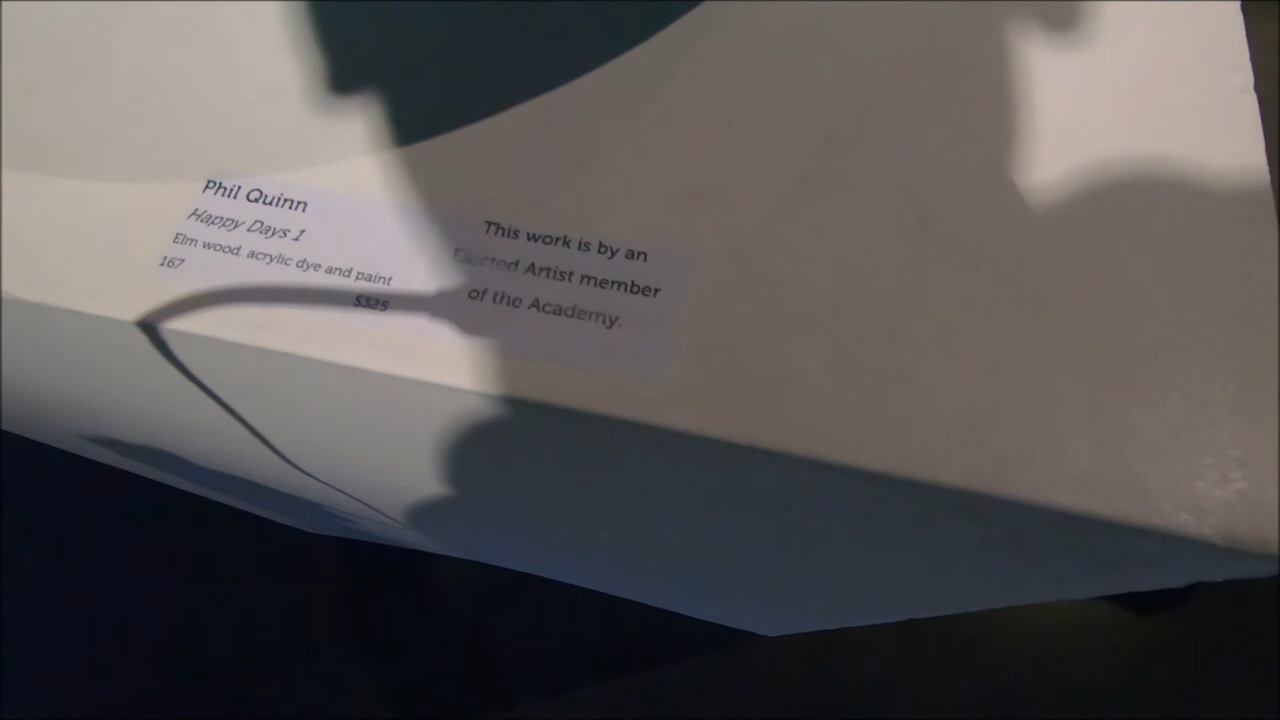 Phil Quinn
Happy Days 1
Elm wood, acrylic dye and paint
167
$325
This work is by an
Elected Artist member
of the Academy.